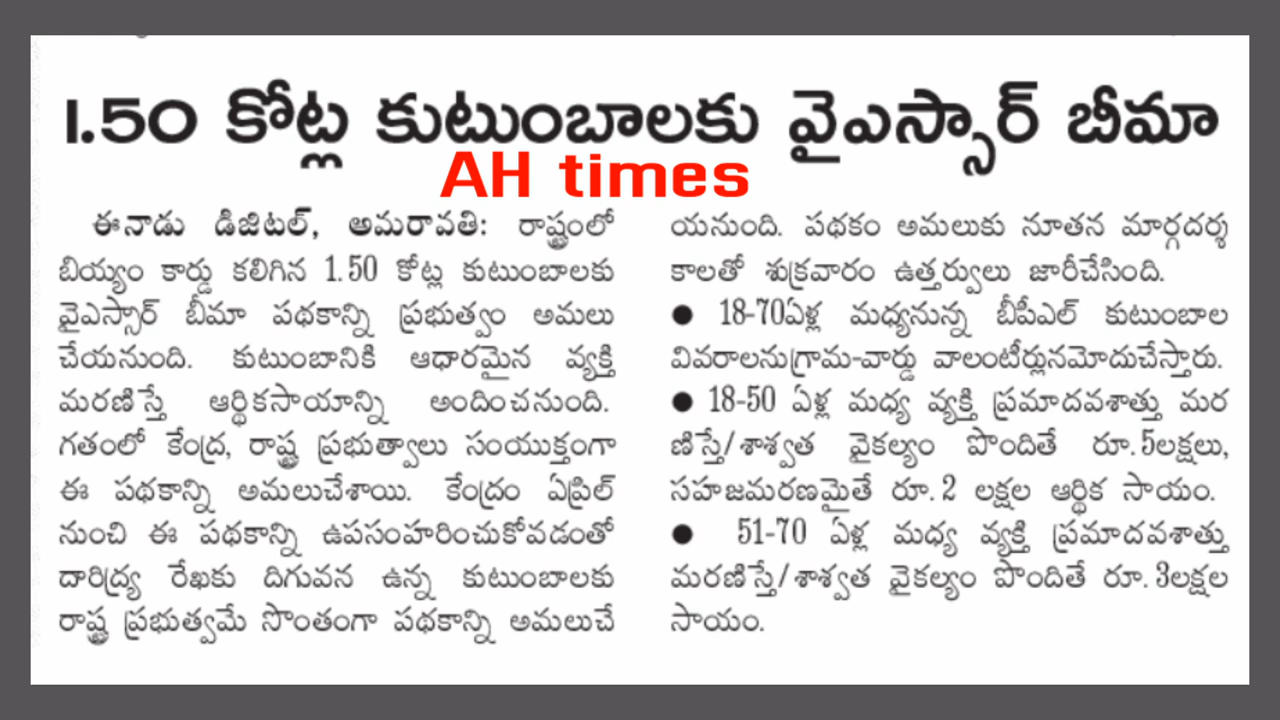 1.50 కోట్ల కుటుంబాలకు వైఎస్సార్ బీమా
AH times
ఈనాడు డిజిటల్, అమరావతి: రాష్ట్రంలో
బియ్యం కార్డు కలిగిన 1.50 కోట్ల కుటుంబాలకు
వైఎస్సార్ బీమా పథకాన్ని ప్రభుత్వం అమలు
చేయనుంది. కుటుంబానికి ఆధారమైన వ్యక్తి
మరణిస్తే ఆర్థికసాయాన్ని అందించనుంది.
గతంలో కేంద్ర, రాష్ట్ర ప్రభుత్వాలు సంయుక్తంగా
ఈ పథకాన్ని అమలుచేశాయి. కేంద్రం ఏప్రిల్
నుంచి ఈ పథకాన్ని ఉపసంహరించుకోవడంతో
దారిద్ర్య రేఖకు దిగువన ఉన్న కుటుంబాలకు
రాష్ట్ర ప్రభుత్వమే సొంతంగా పథకాన్ని అమలుచే
యనుంది. పథకం అమలుకు నూతన మార్గదర్శ
కాలతో శుక్రవారం ఉత్తర్వులు జారీచేసింది.
● 18-70ఏళ్ల మధ్యనున్న బీపీఎల్ కుటుంబాల
వివరాలనుగ్రామ-వార్డు వాలంటీర్లునమోదుచేస్తారు.
● 18-50 ఏళ్ల మధ్య వ్యక్తి ప్రమాదవశాత్తు మర
ణిస్తే/శాశ్వత వైకల్యం పొందితే రూ.5లక్షలు,
సహజమరణమైతే రూ.2 లక్షల ఆర్థిక సాయం.
● 51-70 ఏళ్ల మధ్య వ్యక్తి ప్రమాదవశాత్తు
మరణిస్తే/శాశ్వత వైకల్యం పొందితే రూ.3లక్షల
సాయం.